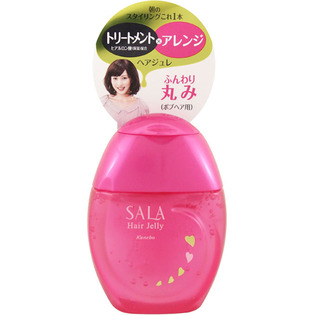 朝の
スタイリングこれ1本
トリートメント&アレンジ
ヒアルロン酸(保湿)配合
ヘアジュレ
ふんわり
丸み
(ボブヘア用)
SALA
Hair Jelly
Kanebo